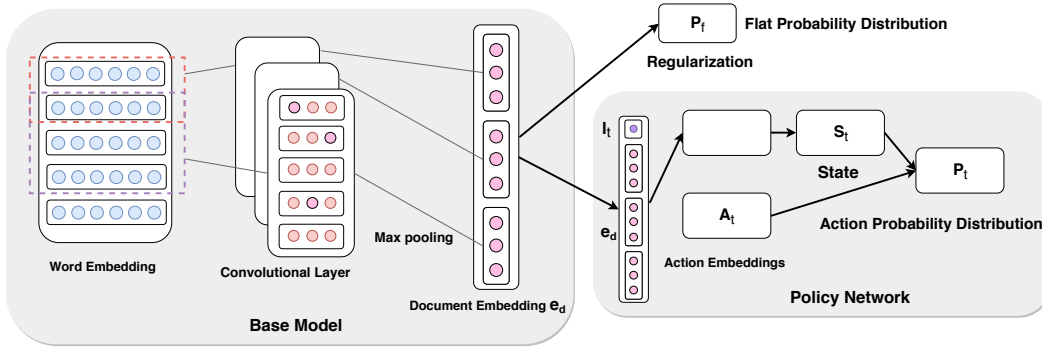 P_f
Flat Probability Distribution
Regularization
l_t
S_t
State
P_t
A_t
Action Probability Distribution
e_d
Action Embeddings
Policy Network
Max pooling
Word Embedding
Convolutional Layer
Document Embedding e_d
Base Model